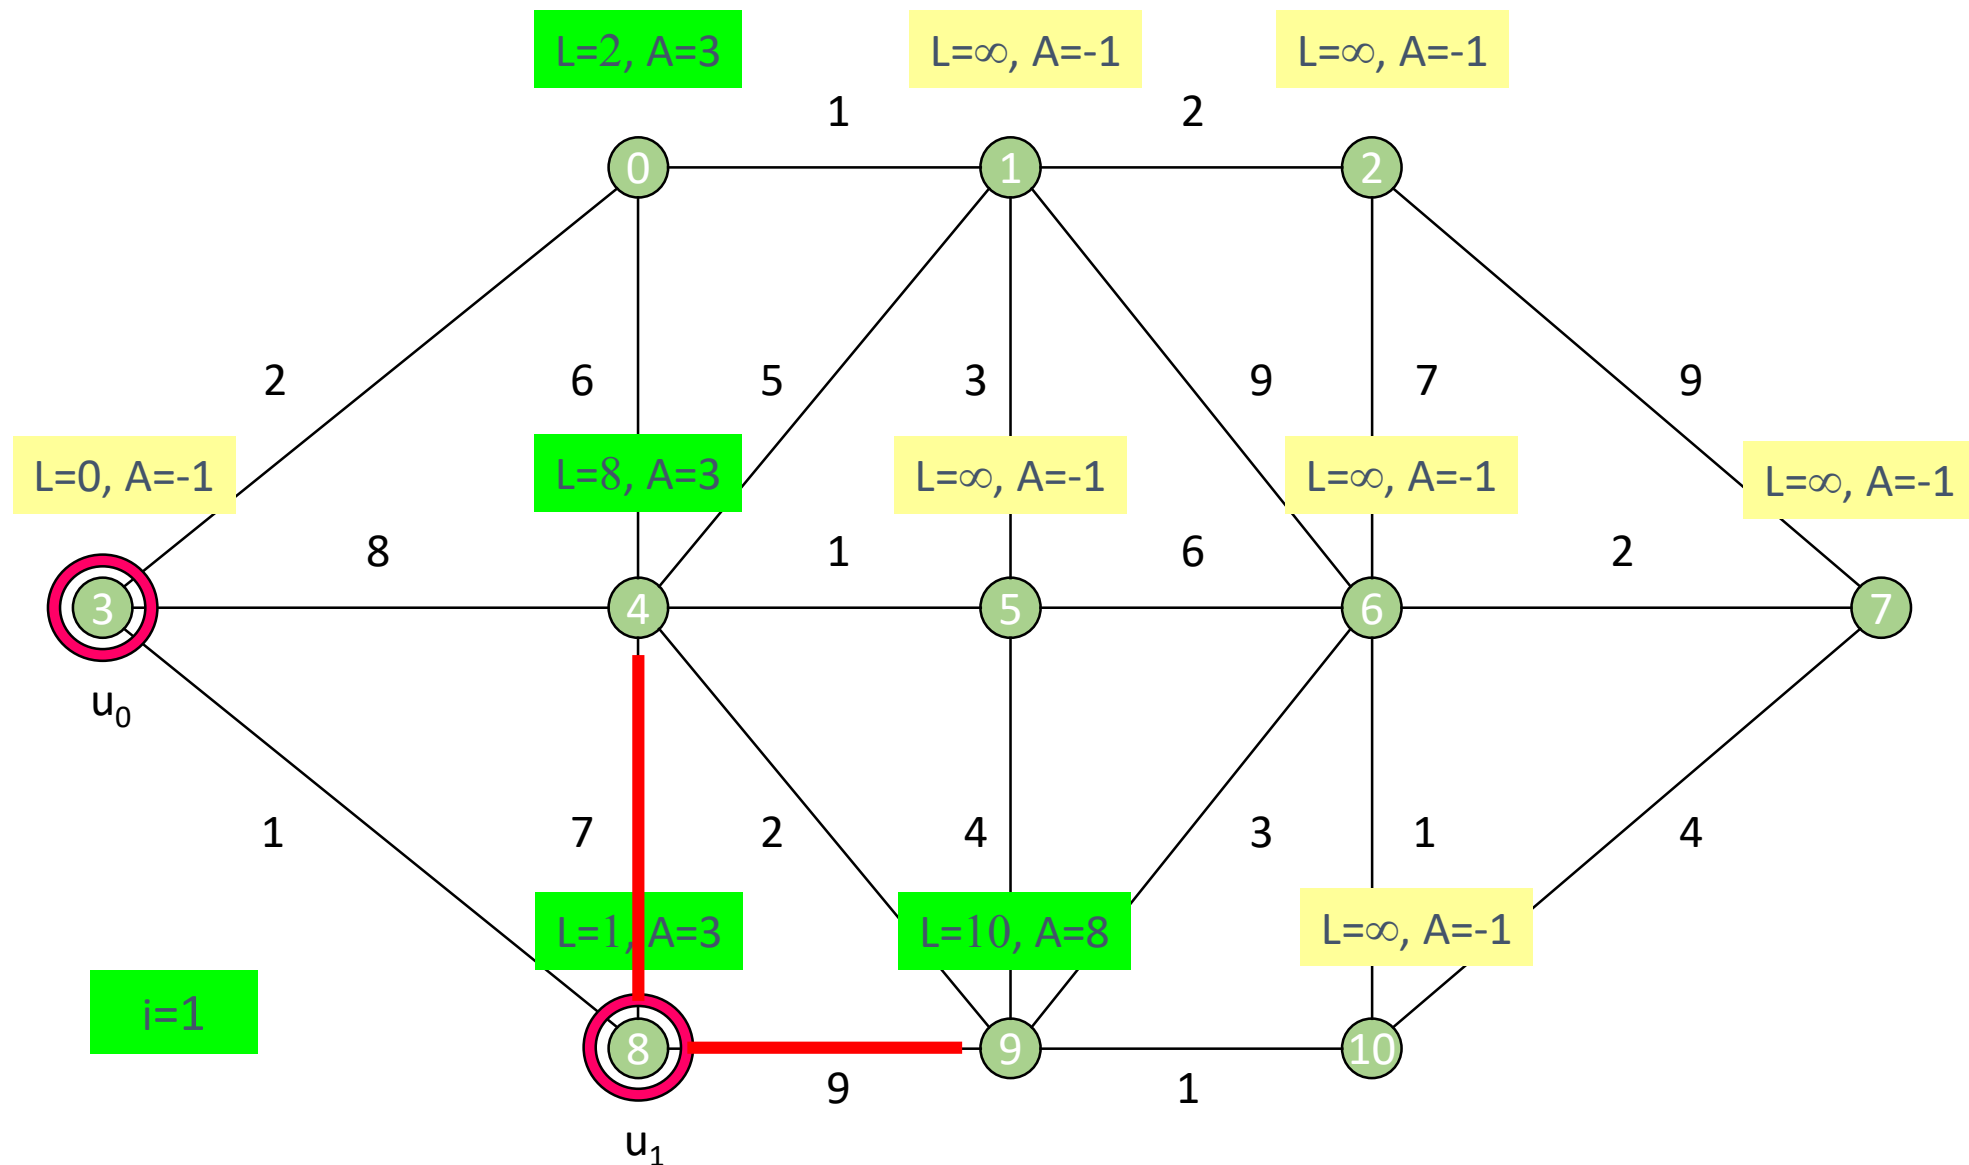 L=2, A=3 L=∞, A=-1 L=∞, A=-1
1 2
0 1 2
2 6 5 3 9 7 9
L=0, A=-1 L=8, A=3 L=∞, A=-1 L=∞, A=-1 L=∞, A=-1
8 1 6 2
3 4 5 6 7
u₀
1 7 2 4 3 1 4
L=1, A=3 L=10, A=8 L=∞, A=-1
i=1
8 9 10
9 1
u₁